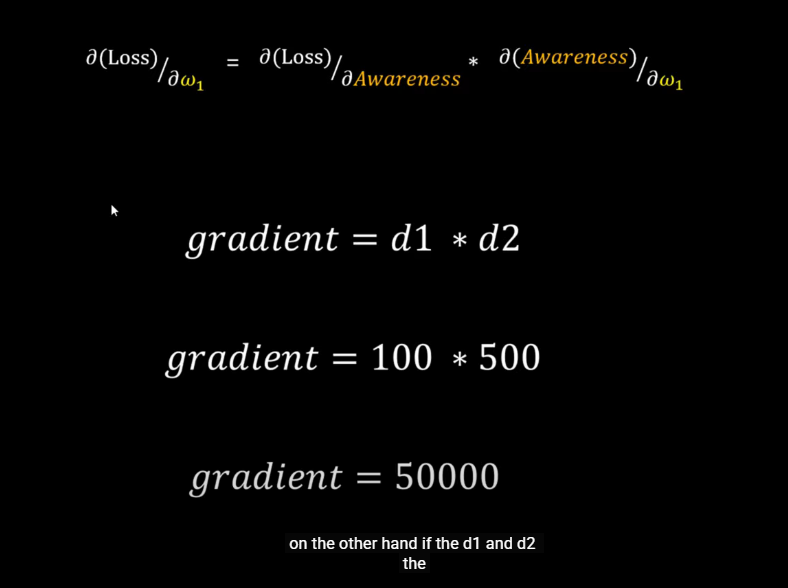 ∂(Loss)/∂ω₁ = ∂(Loss)/∂Awareness * ∂(Awareness)/∂ω₁
gradient = d1 * d2
gradient = 100 * 500
gradient = 50000
on the other hand if the d1 and d2
the